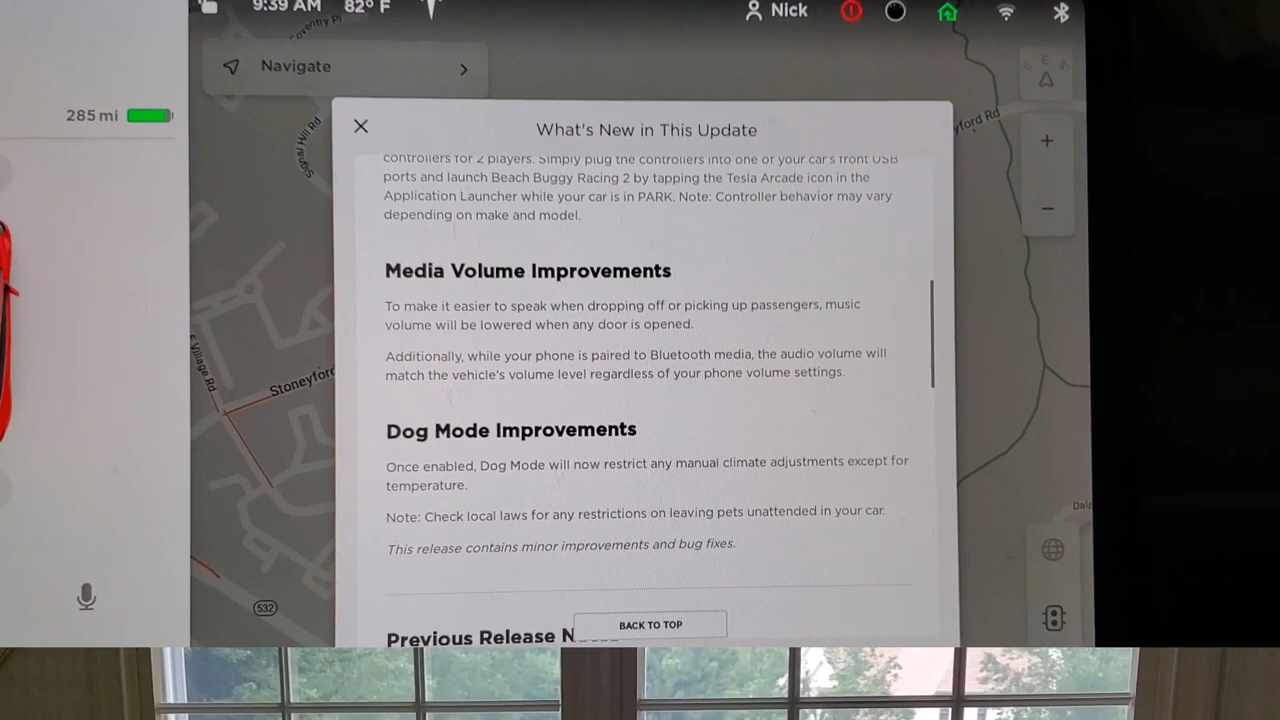 9:39 AM 82° F
Nick
Coventry Pl
Navigate
E
285 mi
Signal Hill Rd
What's New in This Update
controllers for 2 players. Simply plug the controllers into one of your car's front USB
ports and launch Beach Buggy Racing 2 by tapping the Tesla Arcade icon in the
Application Launcher while your car is in PARK. Note: Controller behavior may vary
depending on make and model.
yford Rd
+
−
Media Volume Improvements
To make it easier to speak when dropping off or picking up passengers, music
volume will be lowered when any door is opened.
Additionally, while your phone is paired to Bluetooth media, the audio volume will
match the vehicle's volume level regardless of your phone volume settings.
E Village Rd
Stoneyford
Dog Mode Improvements
Once enabled, Dog Mode will now restrict any manual climate adjustments except for
temperature.
Note: Check local laws for any restrictions on leaving pets unattended in your car.
This release contains minor improvements and bug fixes.
Dair
532
Previous Release N
BACK TO TOP